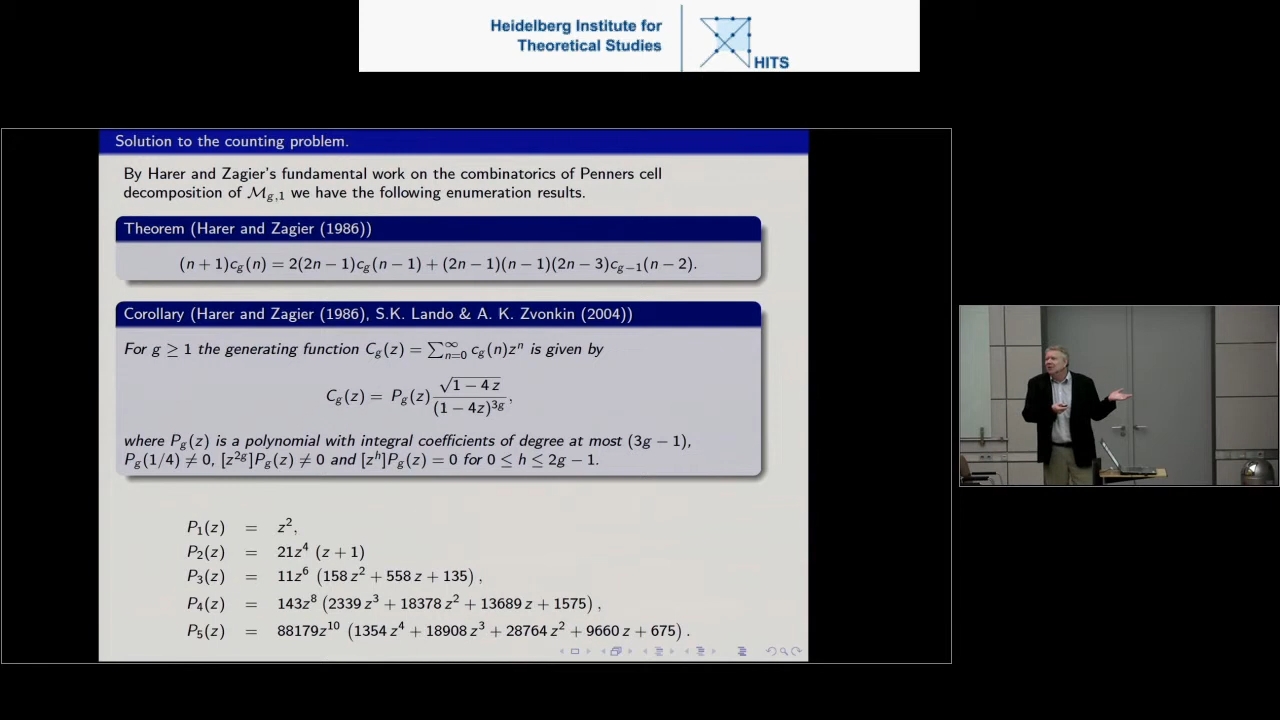 Heidelberg Institute for
Theoretical Studies
HITS
Solution to the counting problem.
By Harer and Zagier's fundamental work on the combinatorics of Penners cell
decomposition of ℳ_{g,1} we have the following enumeration results.
Theorem (Harer and Zagier (1986))
(n + 1)c_g(n) = 2(2n − 1)c_g(n − 1) + (2n − 1)(n − 1)(2n − 3)c_{g−1}(n − 2).
Corollary (Harer and Zagier (1986), S.K. Lando & A. K. Zvonkin (2004))
For g ≥ 1 the generating function C_g(z) = ∑_{n=0}^{∞} c_g(n)z^n is given by
C_g(z) = P_g(z) √(1 − 4z) / (1 − 4z)^{3g},
where P_g(z) is a polynomial with integral coefficients of degree at most (3g − 1),
P_g(1/4) ≠ 0, [z^{2g}]P_g(z) ≠ 0 and [z^h]P_g(z) = 0 for 0 ≤ h ≤ 2g − 1.
P_1(z) = z^2,
P_2(z) = 21z^4 (z + 1)
P_3(z) = 11z^6 (158 z^2 + 558 z + 135) ,
P_4(z) = 143z^8 (2339 z^3 + 18378 z^2 + 13689 z + 1575) ,
P_5(z) = 88179z^{10} (1354 z^4 + 18908 z^3 + 28764 z^2 + 9660 z + 675) .